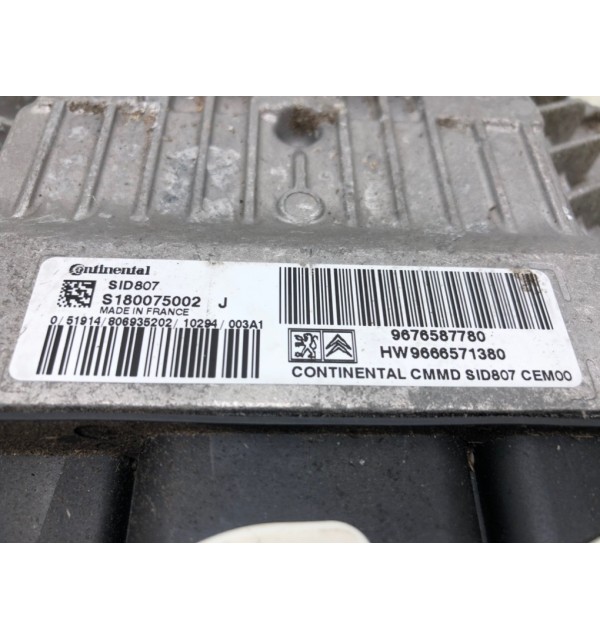 Continental
SID807
S180075002 J
MADE IN FRANCE
0/51914/806935202/10294/003A1
9676587780
HW9666571380
CONTINENTAL CMMD SID807 CEM00